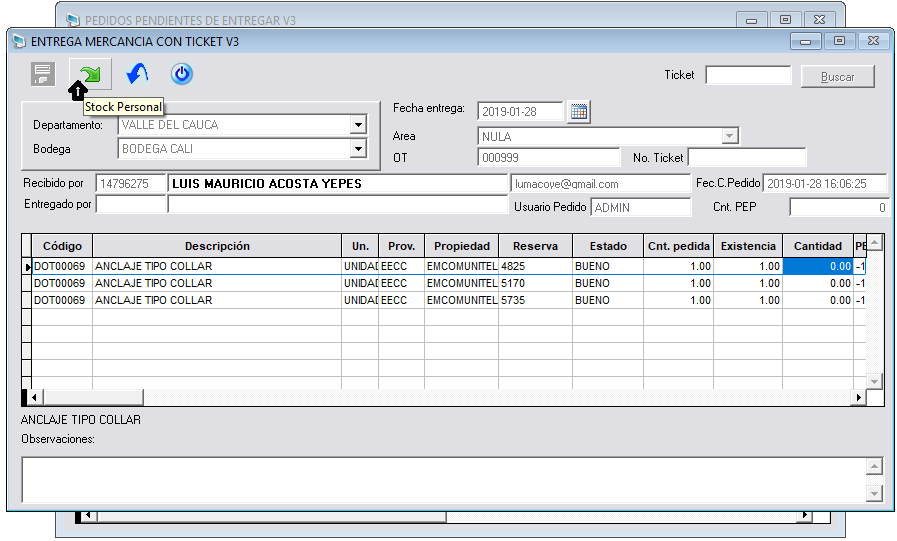 PEDIDOS PENDIENTES DE ENTREGAR V3
ENTREGA MERCANCIA CON TICKET V3
Ticket Buscar
Stock Personal
Departamento: VALLE DEL CAUCA
Bodega BODEGA CALI
Fecha entrega: 2019-01-28
Area NULA
OT 000999 No. Ticket
Recibido por 14796275 LUIS MAURICIO ACOSTA YEPES lumacoye@gmail.com Fec.C.Pedido 2019-01-28 16:06:25
Entregado por Usuario Pedido ADMIN Cnt. PEP 0
Código Descripción Un. Prov. Propiedad Reserva Estado Cnt. pedida Existencia Cantidad PE
DOT00069 ANCLAJE TIPO COLLAR UNIDAD EECC EMCOMUNITEL 4825 BUENO 1.00 1.00 0.00 -1
DOT00069 ANCLAJE TIPO COLLAR UNIDAD EECC EMCOMUNITEL 5170 BUENO 1.00 1.00 0.00 -1
DOT00069 ANCLAJE TIPO COLLAR UNIDAD EECC EMCOMUNITEL 5735 BUENO 1.00 1.00 0.00 -1
ANCLAJE TIPO COLLAR
Observaciones: